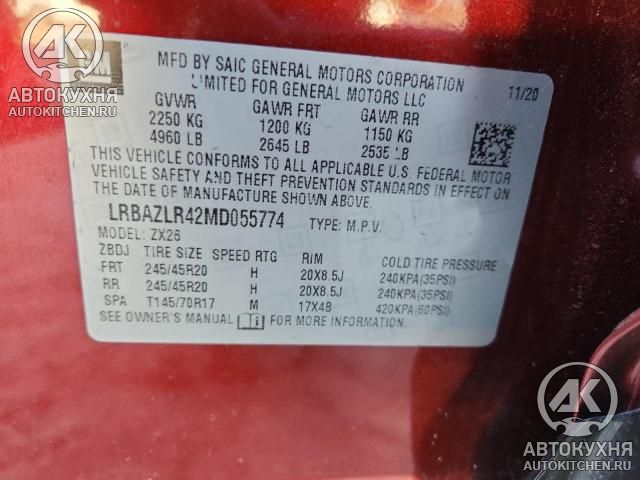 AK
АВТОКУХНЯ
AUTOKITCHEN.RU
GM
MFD BY SAIC GENERAL MOTORS CORPORATION 11/20
LIMITED FOR GENERAL MOTORS LLC
GVWR GAWR FRT GAWR RR
2250 KG 1200 KG 1150 KG
4960 LB 2645 LB 2535 LB
THIS VEHICLE CONFORMS TO ALL APPLICABLE U.S. FEDERAL MOTOR
VEHICLE SAFETY AND THEFT PREVENTION STANDARDS IN EFFECT ON
THE DATE OF MANUFACTURE SHOWN ABOVE.
LRBAZLR42MD055774 TYPE: M.P.V.
MODEL: ZX26
ZBDJ TIRE SIZE SPEED RTG RIM COLD TIRE PRESSURE
FRT 245/45R20 H 20X8.5J 240KPA(35PSI)
RR 245/45R20 H 20X8.5J 240KPA(35PSI)
SPA T145/70R17 M 17X4B 420KPA(60PSI)
SEE OWNER'S MANUAL FOR MORE INFORMATION.
AK
АВТОКУХНЯ
AUTOKITCHEN.RU